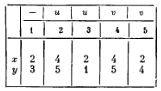 — u u v v
1 2 3 4 5
x 2 4 2 4 2
y 3 5 1 5 4